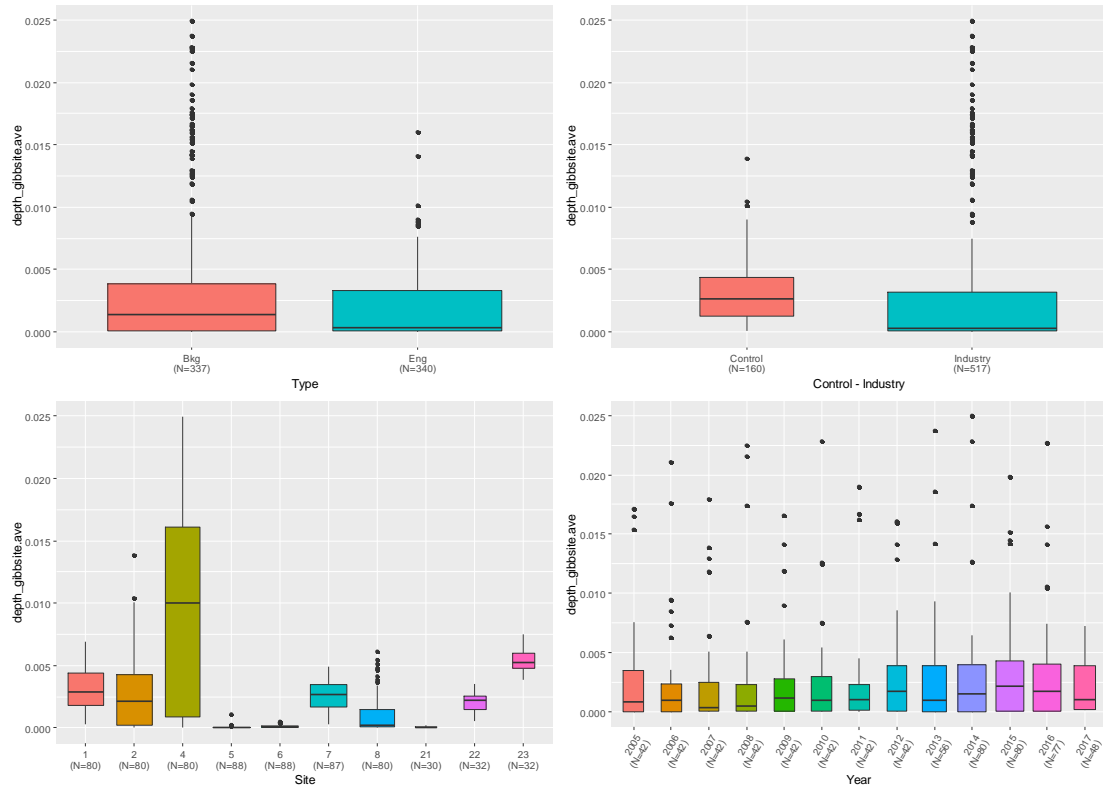 0.025
0.020
0.015
0.010
0.005
0.000
depth_gibbsite.ave
Bkg
(N=337)
Eng
(N=340)
Type
0.025
0.020
0.015
0.010
0.005
0.000
depth_gibbsite.ave
Control
(N=160)
Industry
(N=517)
Control - Industry
0.025
0.020
0.015
0.010
0.005
0.000
depth_gibbsite.ave
1
(N=80)
2
(N=80)
4
(N=80)
5
(N=88)
6
(N=88)
7
(N=87)
8
(N=80)
21
(N=30)
22
(N=32)
23
(N=32)
Site
0.025
0.020
0.015
0.010
0.005
0.000
depth_gibbsite.ave
2005
(N=42)
2006
(N=42)
2007
(N=42)
2008
(N=42)
2009
(N=42)
2010
(N=42)
2011
(N=42)
2012
(N=42)
2013
(N=56)
2014
(N=80)
2015
(N=80)
2016
(N=77)
2017
(N=48)
Year